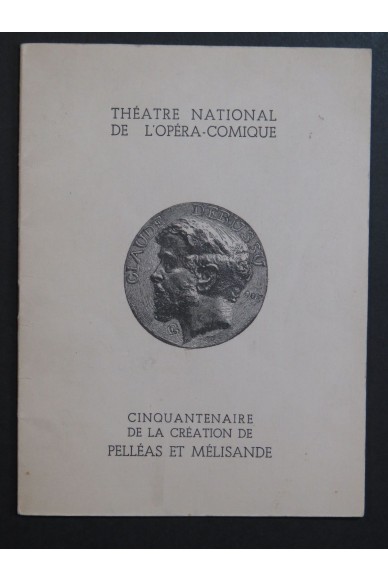 THÉATRE NATIONAL
DE L'OPÉRA-COMIQUE
CLAUDE DEBUSSY
CINQUANTENAIRE
DE LA CRÉATION DE
PELLÉAS ET MÉLISANDE